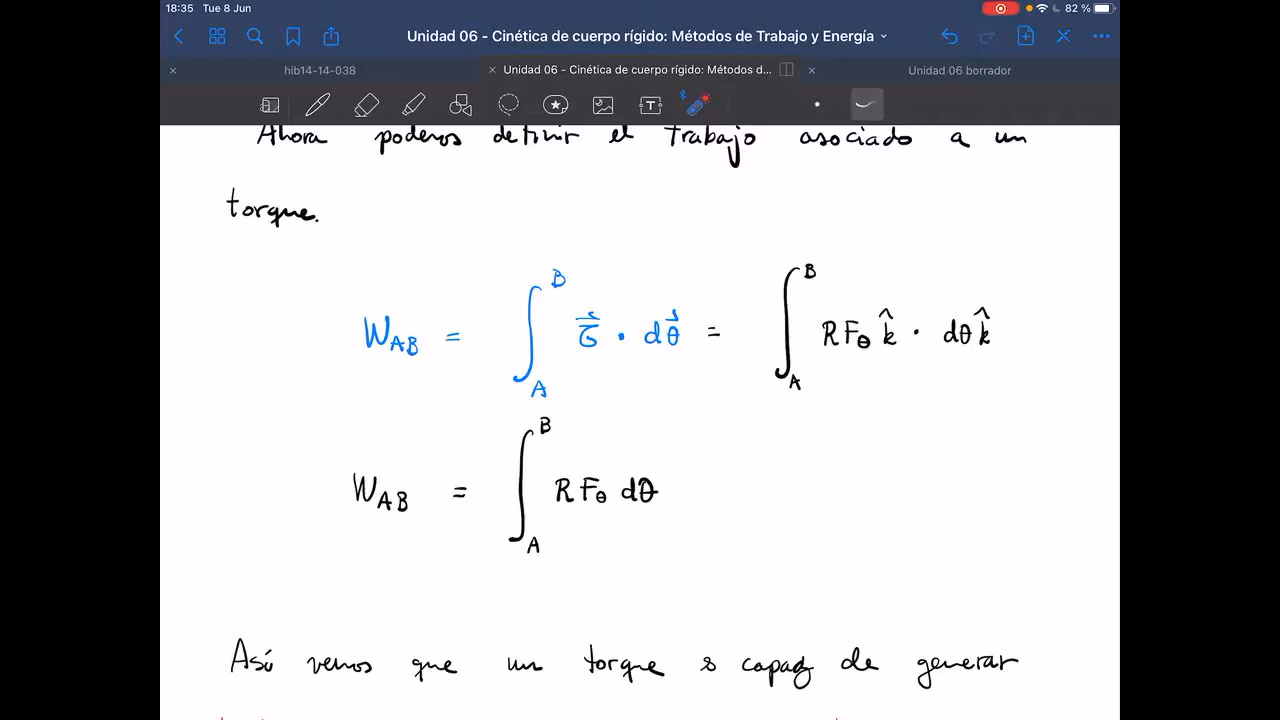 18:35 Tue 8 Jun 82 %
Unidad 06 - Cinética de cuerpo rígido: Métodos de Trabajo y Energía
hib14-14-038 Unidad 06 - Cinética de cuerpo rígido: Métodos d... Unidad 06 borrador
Ahora podemos definir el trabajo asociado a un
torque.
W_AB = ∫_A^B τ⃗ · dθ⃗ = ∫_A^B R F_θ k̂ · dθ k̂
W_AB = ∫_A^B R F_θ dθ
Así vemos que un torque es capaz de generar